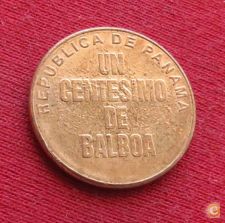 REPUBLICA DE PANAMA
UN
CENTESIMO
DE
BALBOA